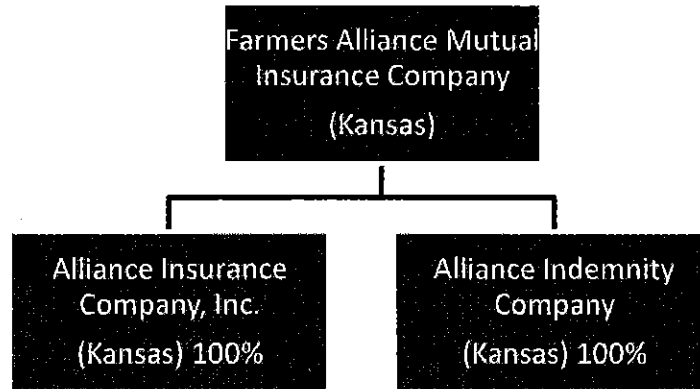 Farmers Alliance Mutual
Insurance Company
(Kansas)
Alliance Insurance
Company, Inc.
(Kansas) 100%
Alliance Indemnity
Company
(Kansas) 100%